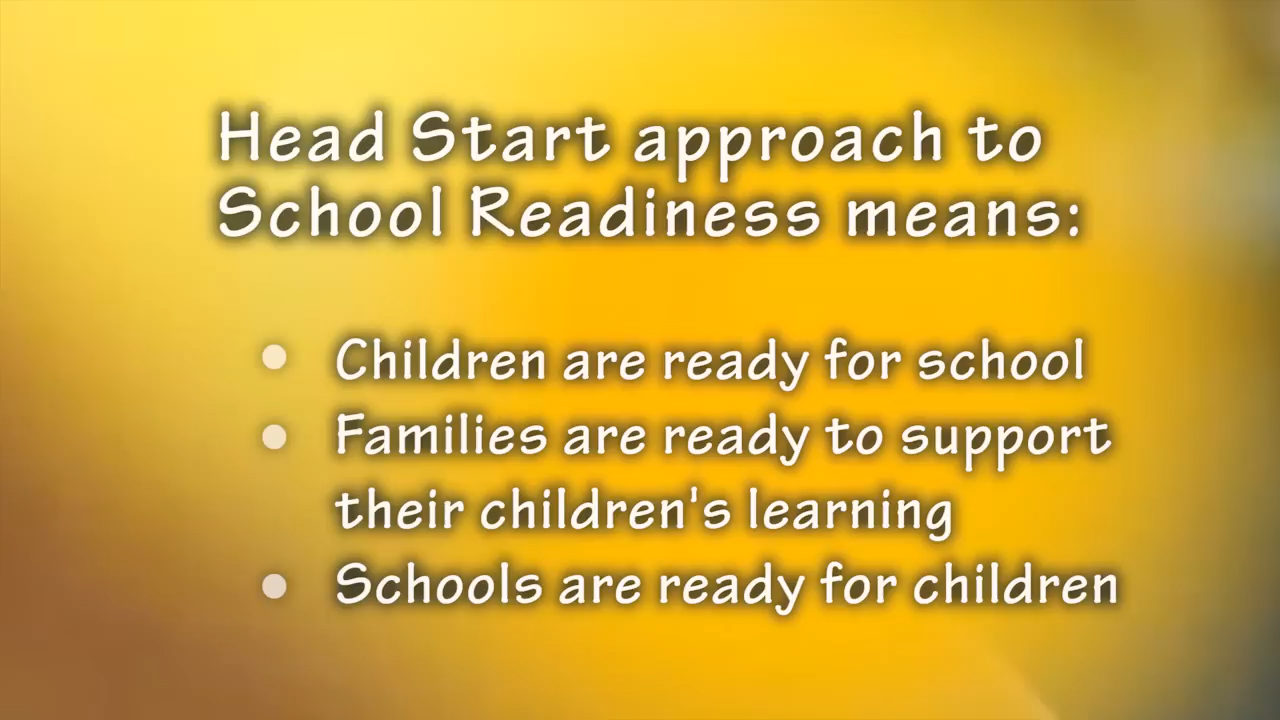 Head Start approach to
School Readiness means:
• Children are ready for school
• Families are ready to support
their children's learning
• Schools are ready for children